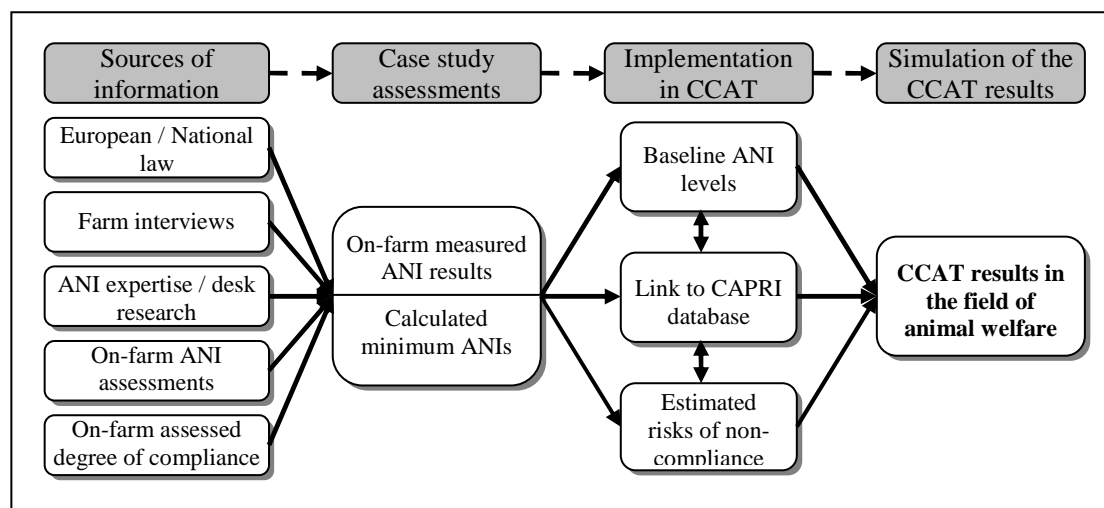 Sources of
information
Case study
assessments
Implementation
in CCAT
Simulation of the
CCAT results
European / National
law
Farm interviews
ANI expertise / desk
research
On-farm ANI
assessments
On-farm assessed
degree of compliance
On-farm measured
ANI results
Calculated
minimum ANIs
Baseline ANI
levels
Link to CAPRI
database
Estimated
risks of non-
compliance
CCAT results in
the field of
animal welfare